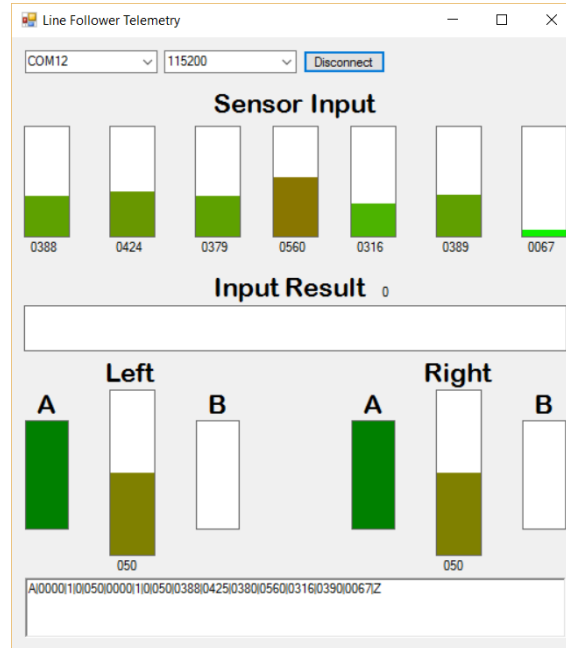 Line Follower Telemetry
COM12 115200 Disconnect
Sensor Input
0388 0424 0379 0560 0316 0389 0067
Input Result 0
Left Right
A B A B
050 050
A|0000|1|0|050|0000|1|0|050|0388|0425|0380|0560|0316|0390|0067|Z